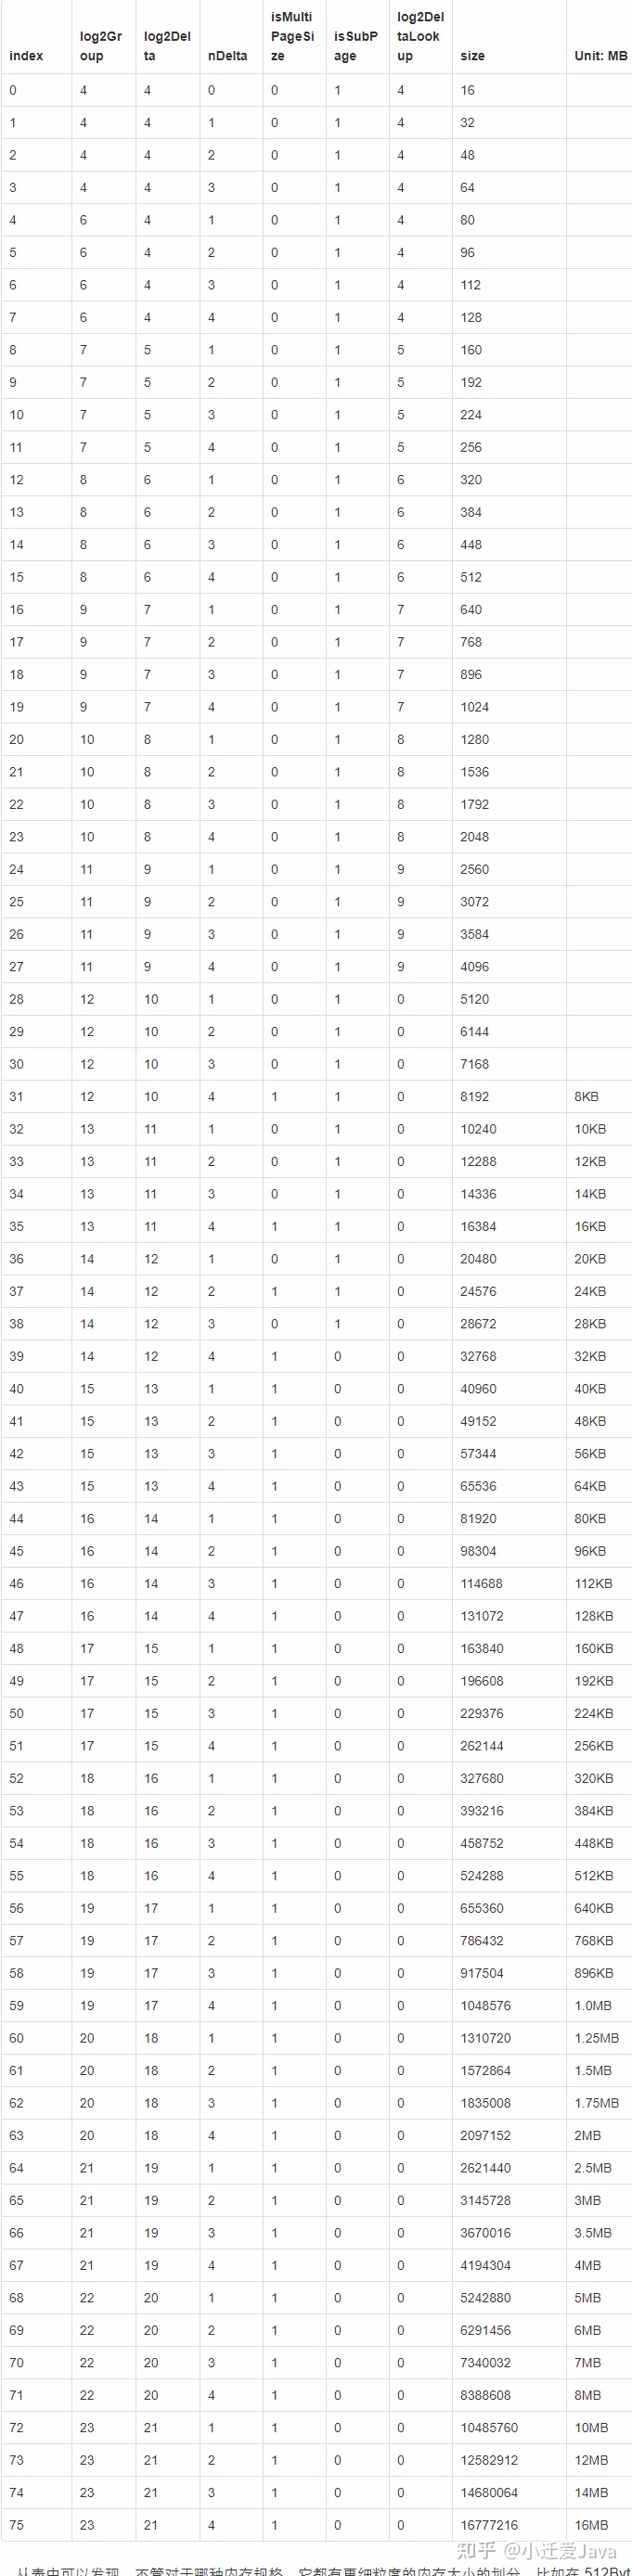 index log2Group log2Delta nDelta isMultiPageSize isSubPage log2DeltaLookup size Unit: MB
0 4 4 0 0 1 4 16
1 4 4 1 0 1 4 32
2 4 4 2 0 1 4 48
3 4 4 3 0 1 4 64
4 6 4 1 0 1 4 80
5 6 4 2 0 1 4 96
6 6 4 3 0 1 4 112
7 6 4 4 0 1 4 128
8 7 5 1 0 1 5 160
9 7 5 2 0 1 5 192
10 7 5 3 0 1 5 224
11 7 5 4 0 1 5 256
12 8 6 1 0 1 6 320
13 8 6 2 0 1 6 384
14 8 6 3 0 1 6 448
15 8 6 4 0 1 6 512
16 9 7 1 0 1 7 640
17 9 7 2 0 1 7 768
18 9 7 3 0 1 7 896
19 9 7 4 0 1 7 1024
20 10 8 1 0 1 8 1280
21 10 8 2 0 1 8 1536
22 10 8 3 0 1 8 1792
23 10 8 4 0 1 8 2048
24 11 9 1 0 1 9 2560
25 11 9 2 0 1 9 3072
26 11 9 3 0 1 9 3584
27 11 9 4 0 1 9 4096
28 12 10 1 0 1 0 5120
29 12 10 2 0 1 0 6144
30 12 10 3 0 1 0 7168
31 12 10 4 1 1 0 8192 8KB
32 13 11 1 0 1 0 10240 10KB
33 13 11 2 0 1 0 12288 12KB
34 13 11 3 0 1 0 14336 14KB
35 13 11 4 1 1 0 16384 16KB
36 14 12 1 0 1 0 20480 20KB
37 14 12 2 1 1 0 24576 24KB
38 14 12 3 0 1 0 28672 28KB
39 14 12 4 1 0 0 32768 32KB
40 15 13 1 1 0 0 40960 40KB
41 15 13 2 1 0 0 49152 48KB
42 15 13 3 1 0 0 57344 56KB
43 15 13 4 1 0 0 65536 64KB
44 16 14 1 1 0 0 81920 80KB
45 16 14 2 1 0 0 98304 96KB
46 16 14 3 1 0 0 114688 112KB
47 16 14 4 1 0 0 131072 128KB
48 17 15 1 1 0 0 163840 160KB
49 17 15 2 1 0 0 196608 192KB
50 17 15 3 1 0 0 229376 224KB
51 17 15 4 1 0 0 262144 256KB
52 18 16 1 1 0 0 327680 320KB
53 18 16 2 1 0 0 393216 384KB
54 18 16 3 1 0 0 458752 448KB
55 18 16 4 1 0 0 524288 512KB
56 19 17 1 1 0 0 655360 640KB
57 19 17 2 1 0 0 786432 768KB
58 19 17 3 1 0 0 917504 896KB
59 19 17 4 1 0 0 1048576 1.0MB
60 20 18 1 1 0 0 1310720 1.25MB
61 20 18 2 1 0 0 1572864 1.5MB
62 20 18 3 1 0 0 1835008 1.75MB
63 20 18 4 1 0 0 2097152 2MB
64 21 19 1 1 0 0 2621440 2.5MB
65 21 19 2 1 0 0 3145728 3MB
66 21 19 3 1 0 0 3670016 3.5MB
67 21 19 4 1 0 0 4194304 4MB
68 22 20 1 1 0 0 5242880 5MB
69 22 20 2 1 0 0 6291456 6MB
70 22 20 3 1 0 0 7340032 7MB
71 22 20 4 1 0 0 8388608 8MB
72 23 21 1 1 0 0 10485760 10MB
73 23 21 2 1 0 0 12582912 12MB
74 23 21 3 1 0 0 14680064 14MB
75 23 21 4 1 0 0 16777216 16MB
知乎 @小迁爱Java
从表中可以发现，不管对于哪种内存规格，它都有更细粒度的内存大小的划分，比如在 512Byt